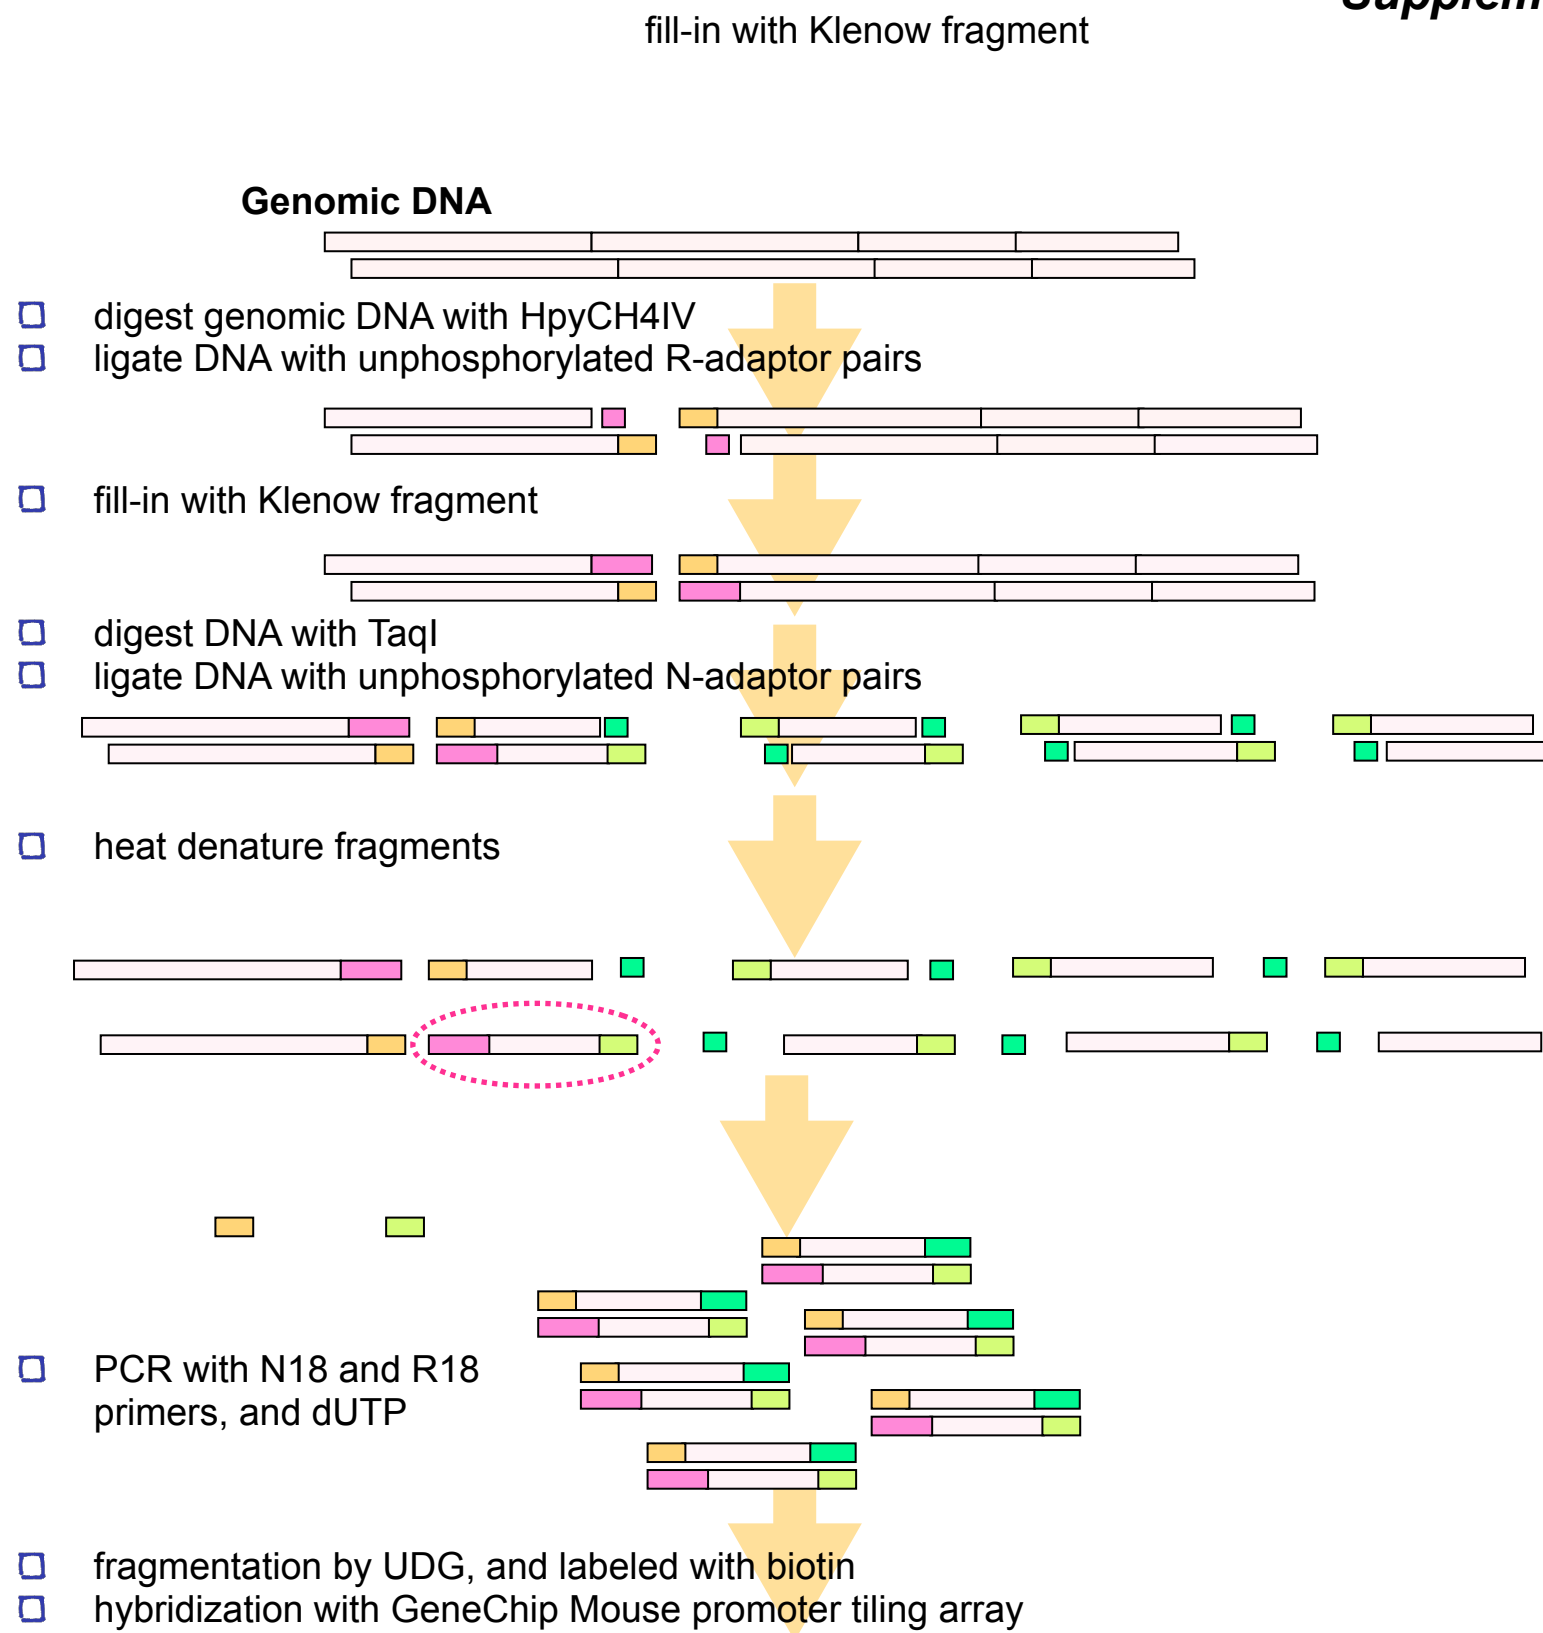 fill-in with Klenow fragment
Genomic DNA
digest genomic DNA with HpyCH4IV
ligate DNA with unphosphorylated R-adaptor pairs
fill-in with Klenow fragment
digest DNA with TaqI
ligate DNA with unphosphorylated N-adaptor pairs
heat denature fragments
PCR with N18 and R18
primers, and dUTP
fragmentation by UDG, and labeled with biotin
hybridization with GeneChip Mouse promoter tiling array